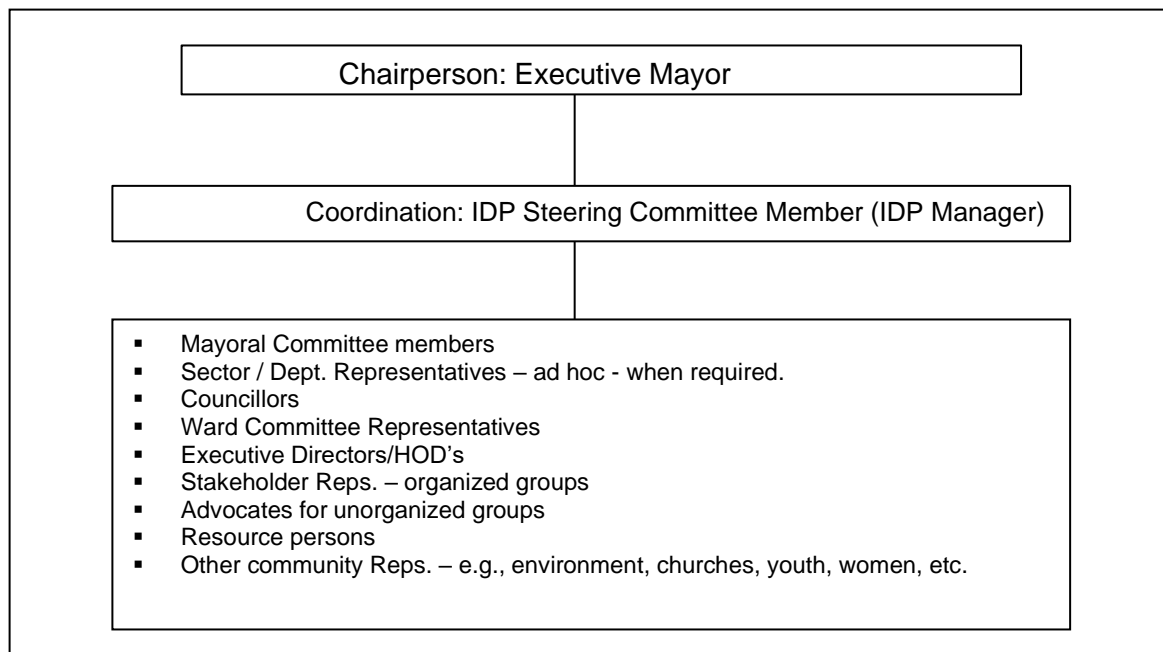 Chairperson: Executive Mayor
Coordination: IDP Steering Committee Member (IDP Manager)
▪ Mayoral Committee members
▪ Sector / Dept. Representatives – ad hoc - when required.
▪ Councillors
▪ Ward Committee Representatives
▪ Executive Directors/HOD's
▪ Stakeholder Reps. – organized groups
▪ Advocates for unorganized groups
▪ Resource persons
▪ Other community Reps. – e.g., environment, churches, youth, women, etc.